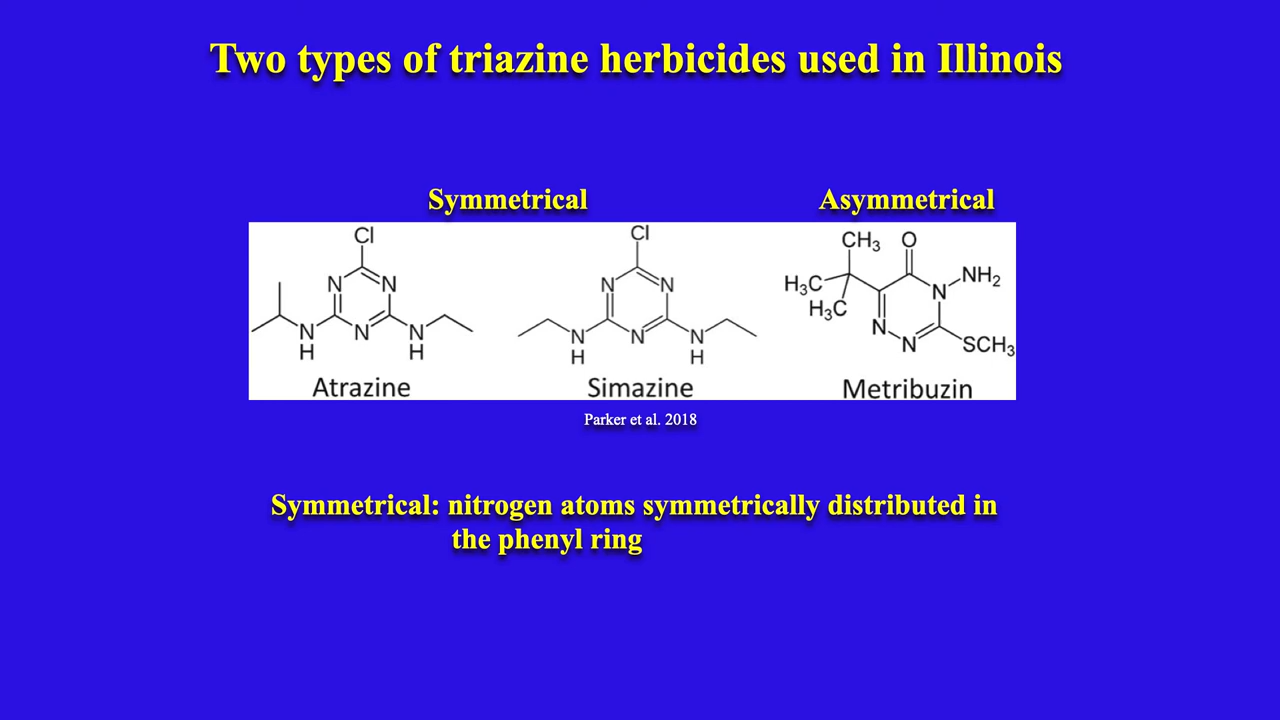 Two types of triazine herbicides used in Illinois
Symmetrical
Asymmetrical
Cl
N
N
N
N
H
N
H
Atrazine
Cl
N
N
N
N
H
N
H
Simazine
CH3
O
H3C
H3C
N
NH2
N
N
SCH3
Metribuzin
Parker et al. 2018
Symmetrical: nitrogen atoms symmetrically distributed in
the phenyl ring